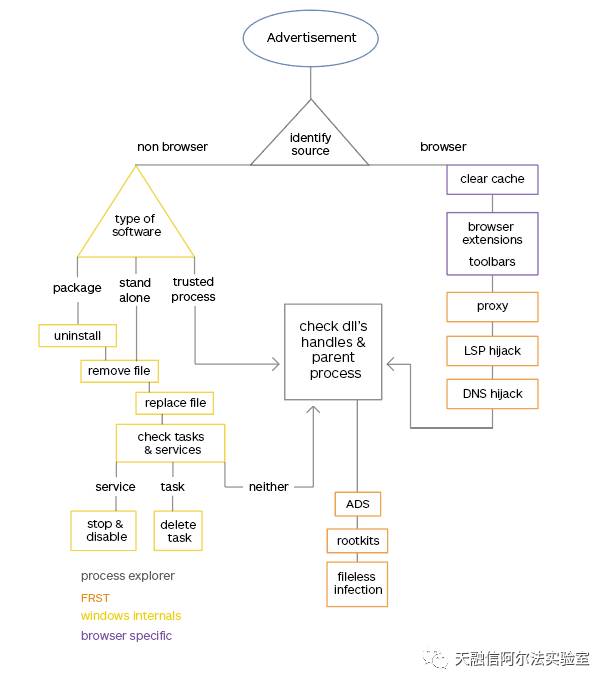 Advertisement
identify
source
non browser
browser
type of
software
package
stand
alone
trusted
process
uninstall
remove file
replace file
check tasks
& services
service
task
neither
stop &
disable
delete
task
check dll's
handles &
parent
process
clear cache
browser
extensions
toolbars
proxy
LSP hijack
DNS hijack
ADS
rootkits
fileless
infection
process explorer
FRST
windows internals
browser specific
天融信阿尔法实验室